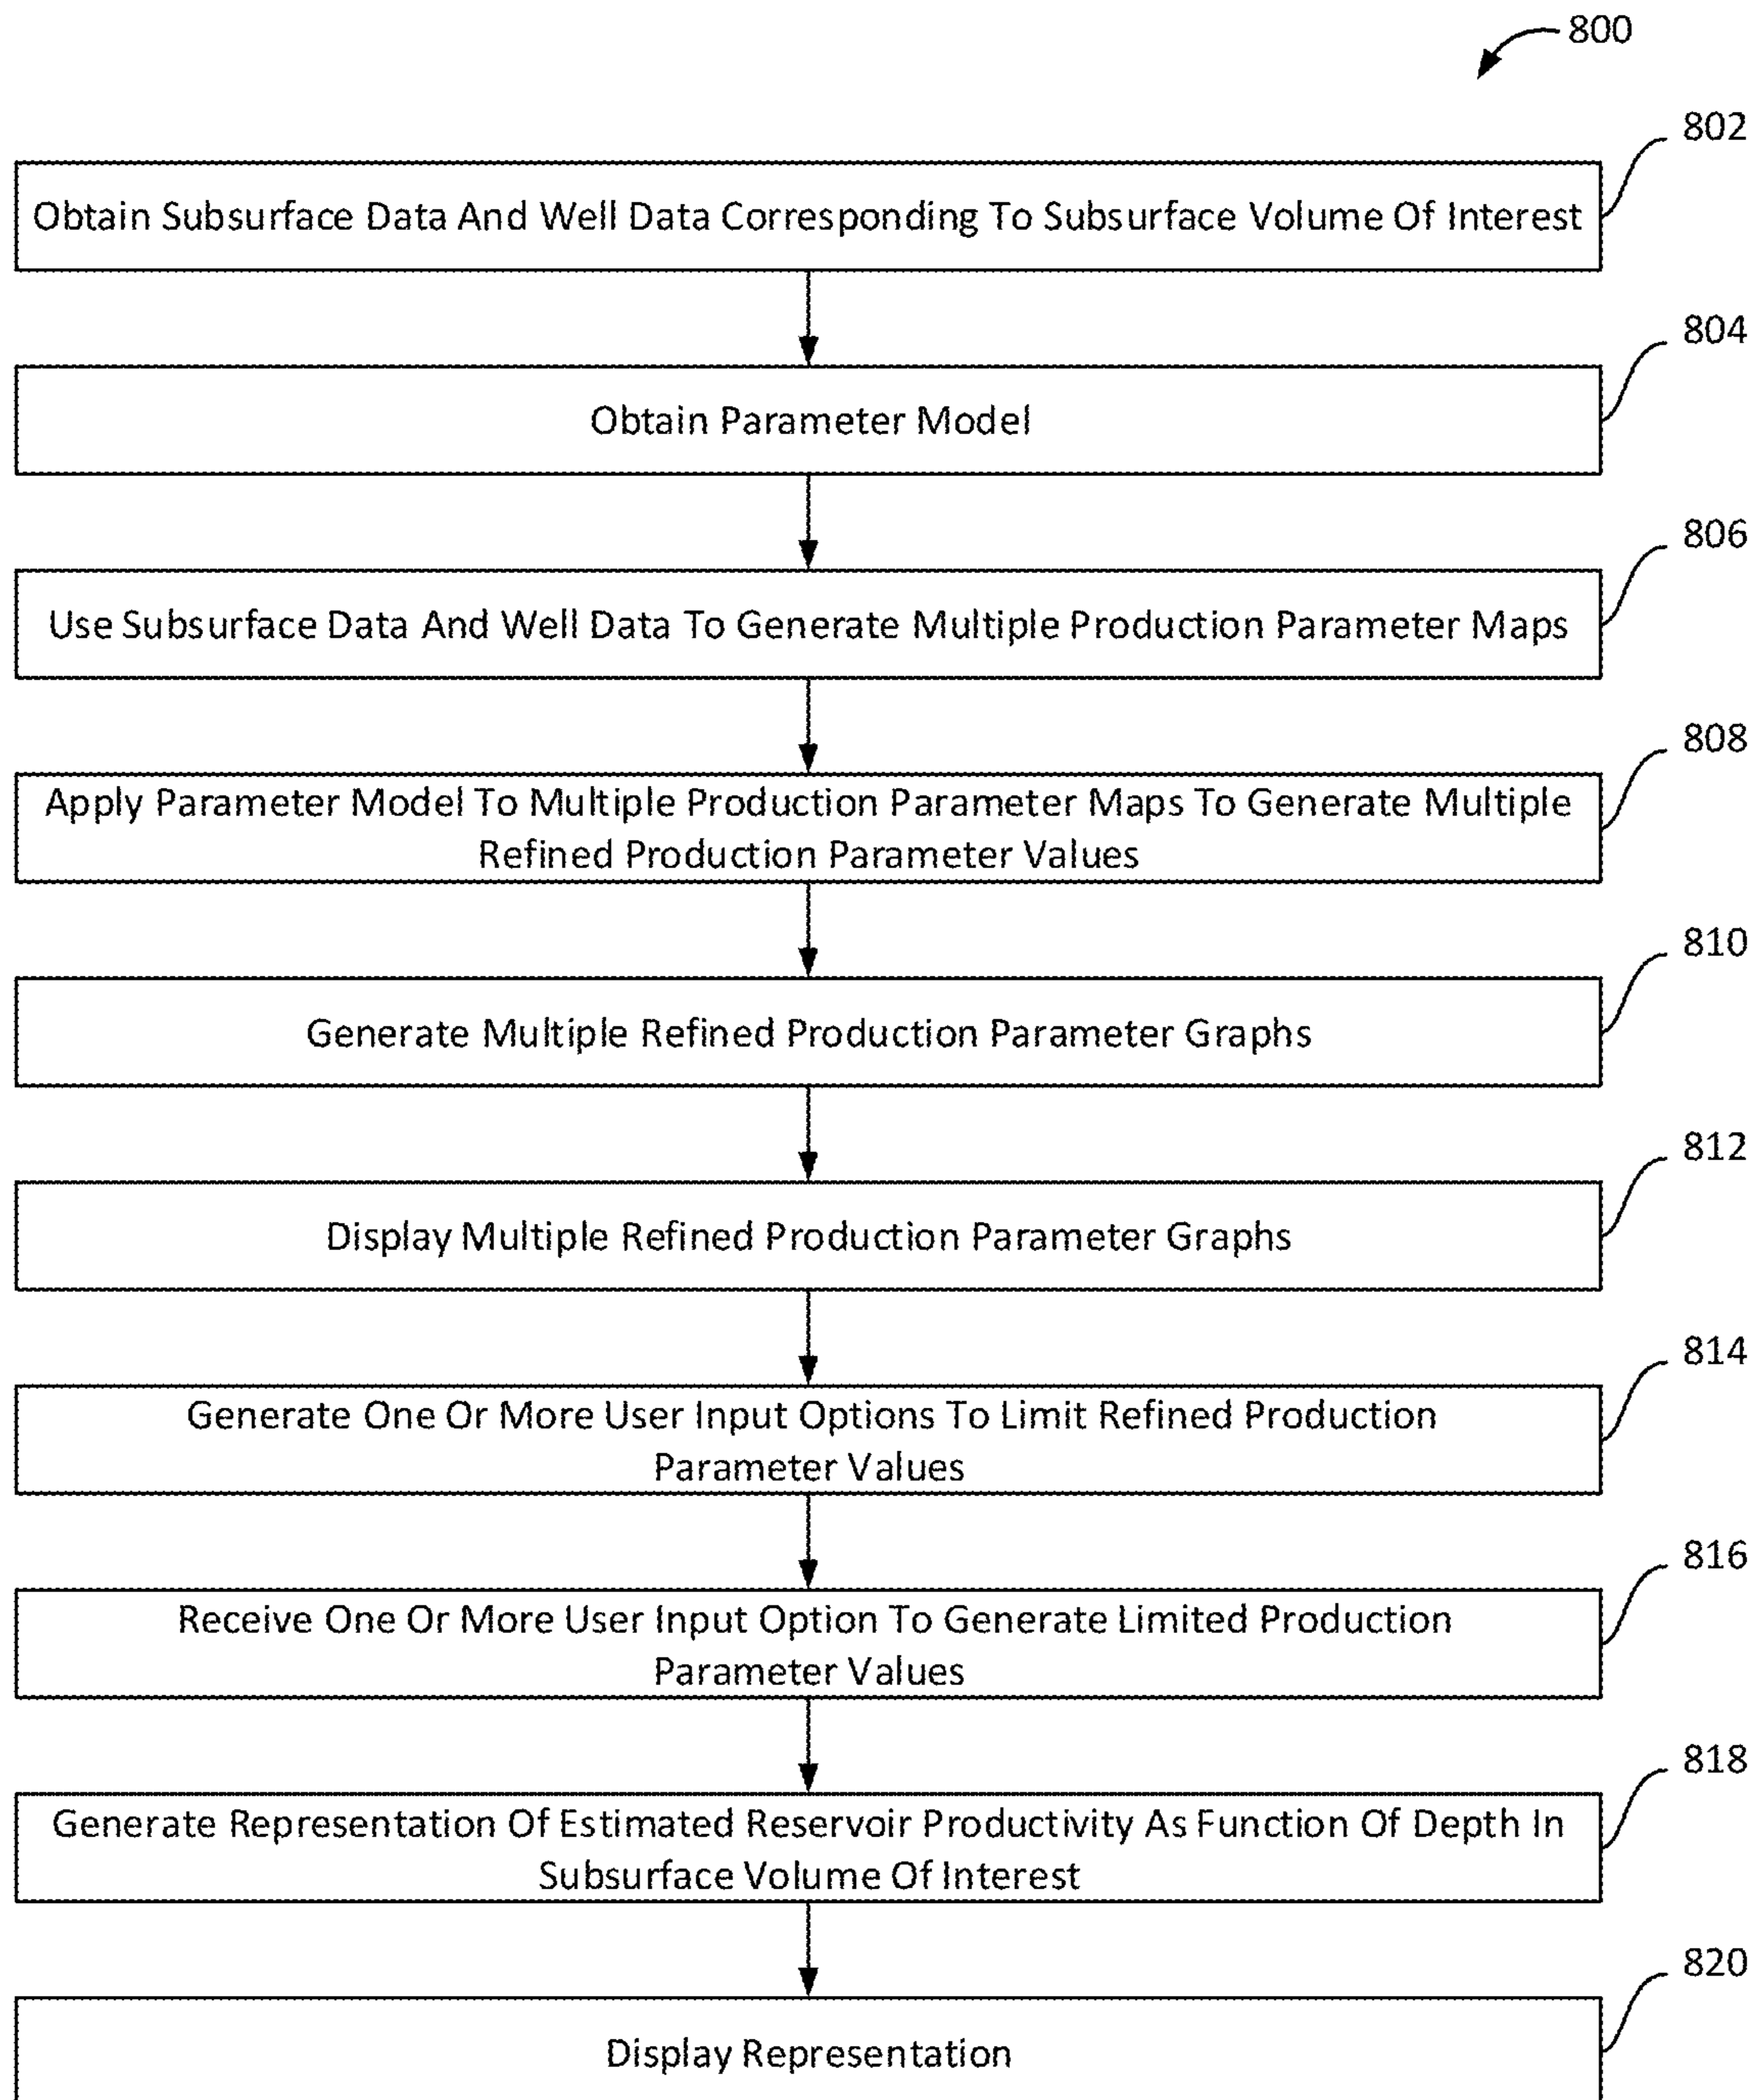 800
802
Obtain Subsurface Data And Well Data Corresponding To Subsurface Volume Of Interest
804
Obtain Parameter Model
806
Use Subsurface Data And Well Data To Generate Multiple Production Parameter Maps
808
Apply Parameter Model To Multiple Production Parameter Maps To Generate Multiple
Refined Production Parameter Values
810
Generate Multiple Refined Production Parameter Graphs
812
Display Multiple Refined Production Parameter Graphs
814
Generate One Or More User Input Options To Limit Refined Production
Parameter Values
816
Receive One Or More User Input Option To Generate Limited Production
Parameter Values
818
Generate Representation Of Estimated Reservoir Productivity As Function Of Depth In
Subsurface Volume Of Interest
820
Display Representation